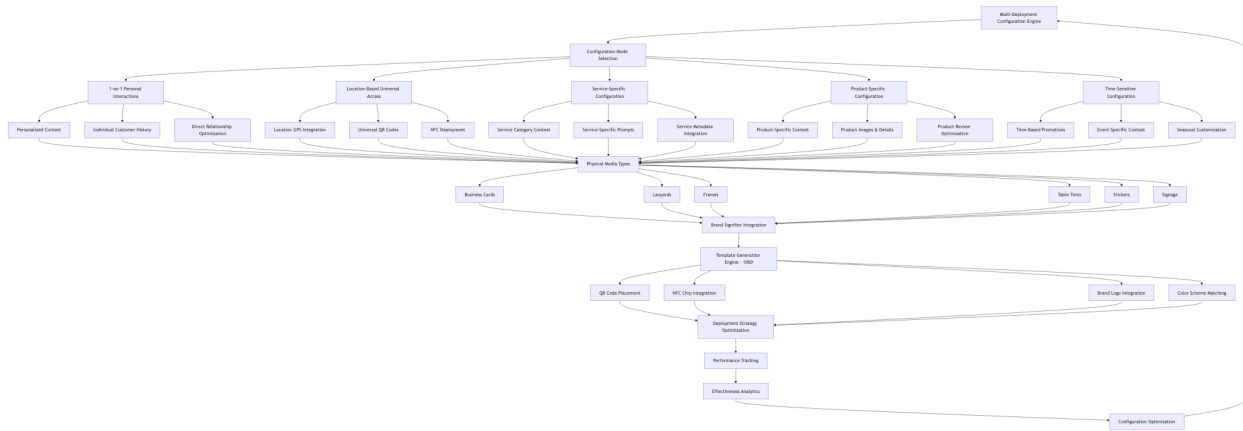 Multi-Deployment
Configuration Engine
Configuration Mode
Selection
1-on-1 Personal
Interactions
Location-Based Universal
Access
Service-Specific
Configuration
Product-Specific
Configuration
Time-Sensitive
Configuration
Personalized Context
Individual Customer History
Direct Relationship
Optimization
Location GPS Integration
Universal QR Codes
NFC Deployment
Service Category Context
Service-Specific Prompts
Service Metadata
Integration
Product-Specific Context
Product Images & Details
Product Review
Optimization
Time-Based Promotions
Event-Specific Context
Seasonal Customization
Physical Media Types
Business Cards
Lanyards
Frames
Table Tents
Stickers
Signage
Brand Signifier Integration
Template Generation
Engine - 1000
QR Code Placement
NFC Chip Integration
Brand Logo Integration
Color Scheme Matching
Deployment Strategy
Optimization
Performance Tracking
Effectiveness Analytics
Configuration Optimization